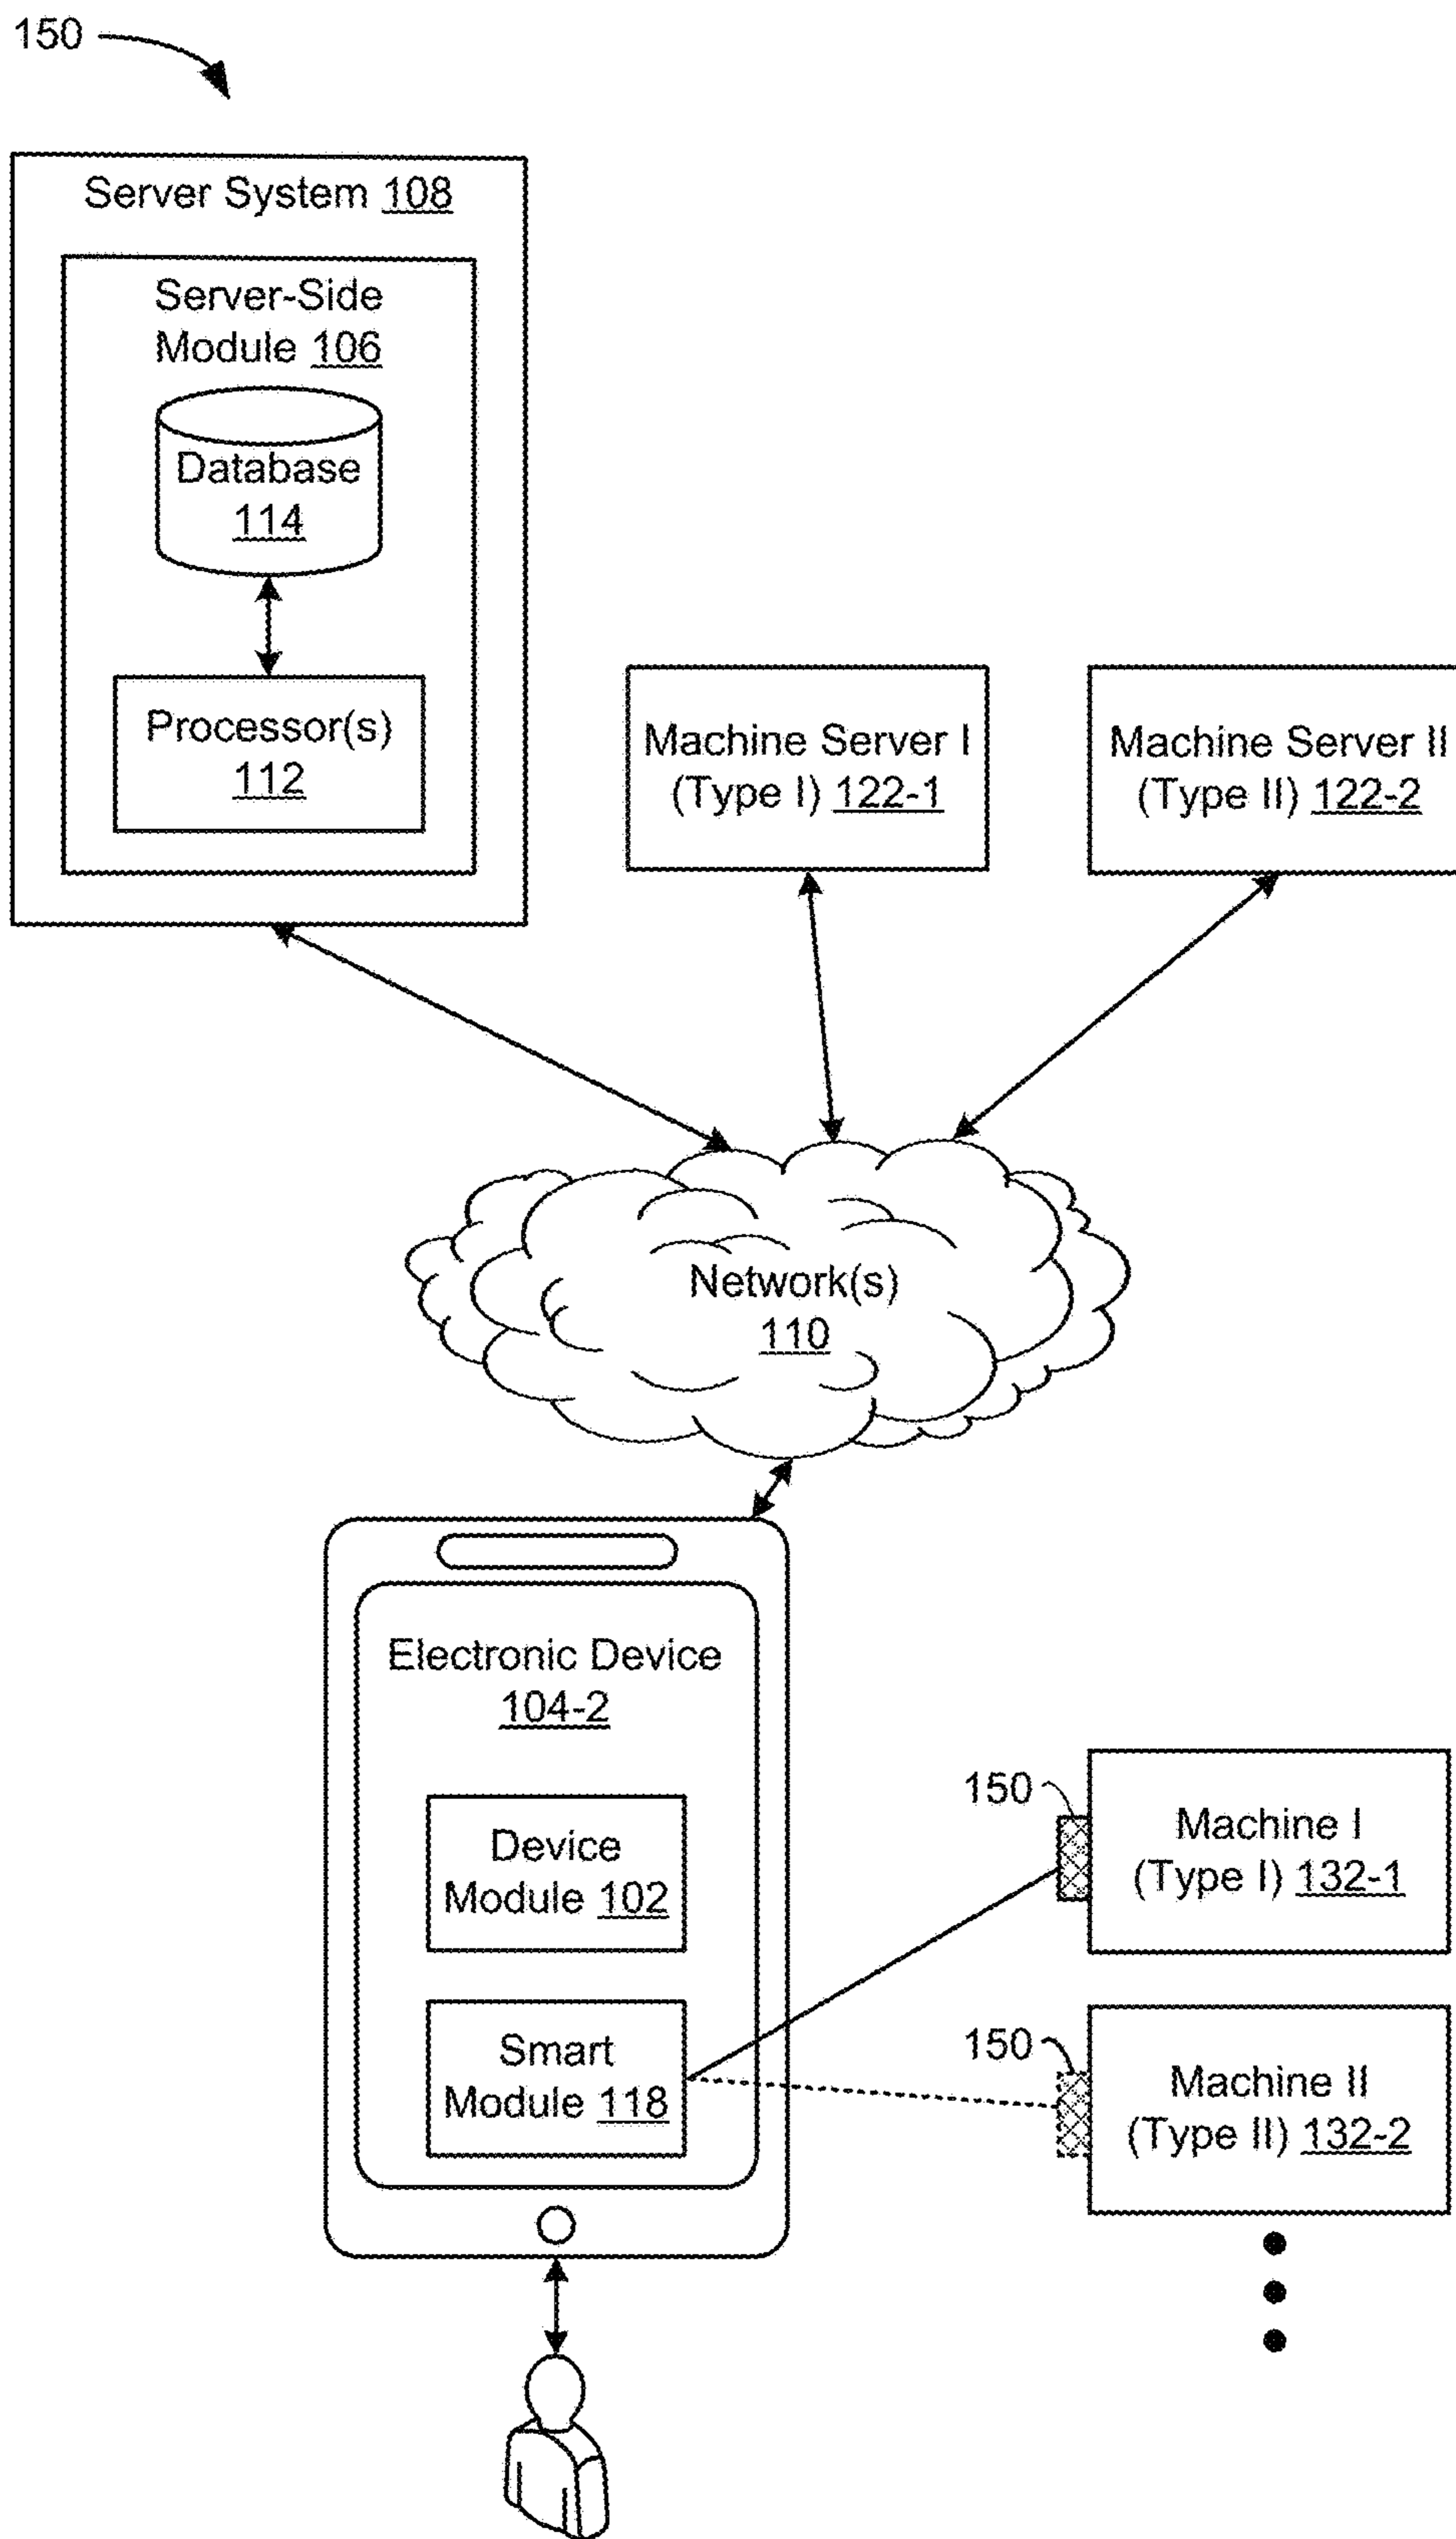 150
Server System 108
Server-Side
Module 106
Database
114
Processor(s)
112
Machine Server I
(Type I) 122-1
Machine Server II
(Type II) 122-2
Network(s)
110
Electronic Device
104-2
Device
Module 102
Smart
Module 118
150
Machine I
(Type I) 132-1
150
Machine II
(Type II) 132-2